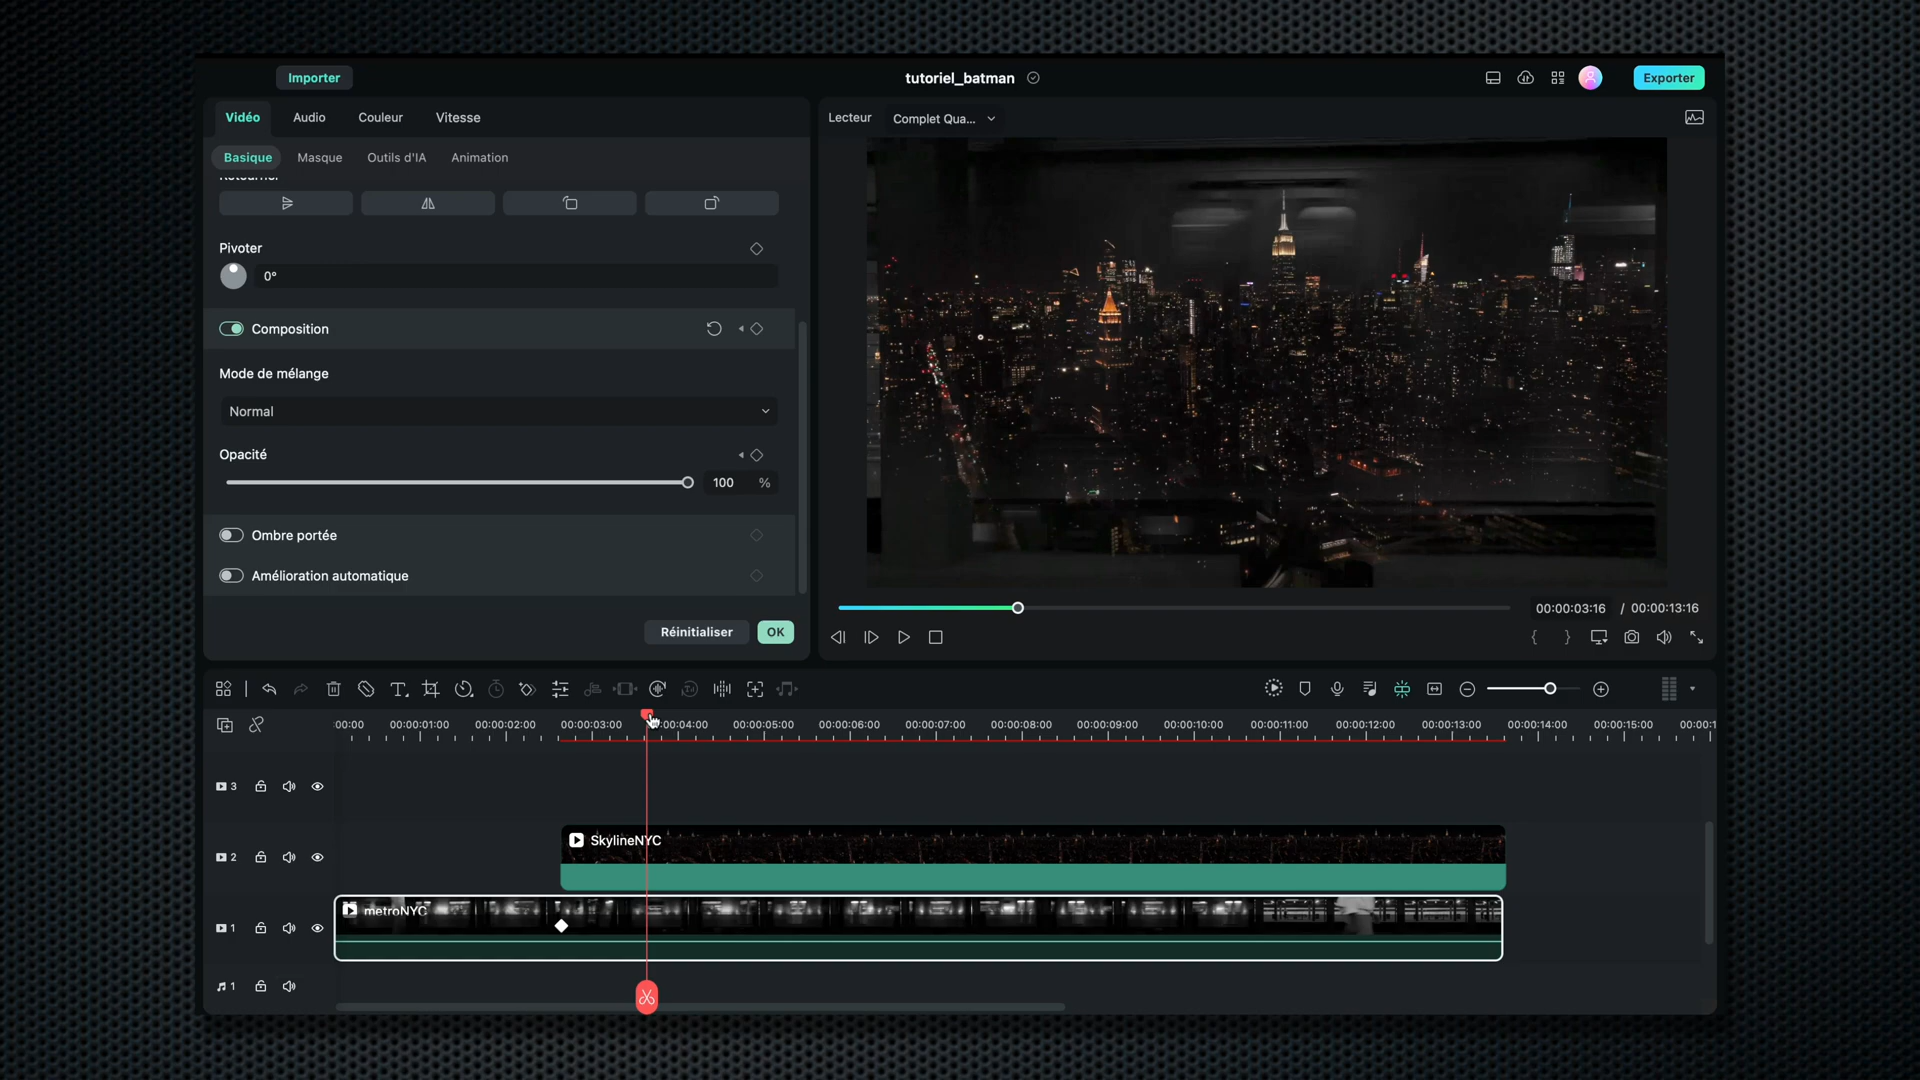 Importer
tutoriel_batman
Exporter
Vidéo
Audio
Couleur
Vitesse
Lecteur
Complet Qua...
Basique
Masque
Outils d'IA
Animation
Retourner
Pivoter
0°
Composition
Mode de mélange
Normal
Opacité
100 %
Ombre portée
Amélioration automatique
Réinitialiser
OK
00:00:03:16 / 00:00:13:16
:00:00 00:00:01:00 00:00:02:00 00:00:03:00 00:04:00 00:00:05:00 00:00:06:00 00:00:07:00 00:00:08:00 00:00:09:00 00:00:10:00 00:00:11:00 00:00:12:00 00:00:13:00 00:00:14:00 00:00:15:00 00:00:1
3
2
SkylineNYC
1
metroNYC
1